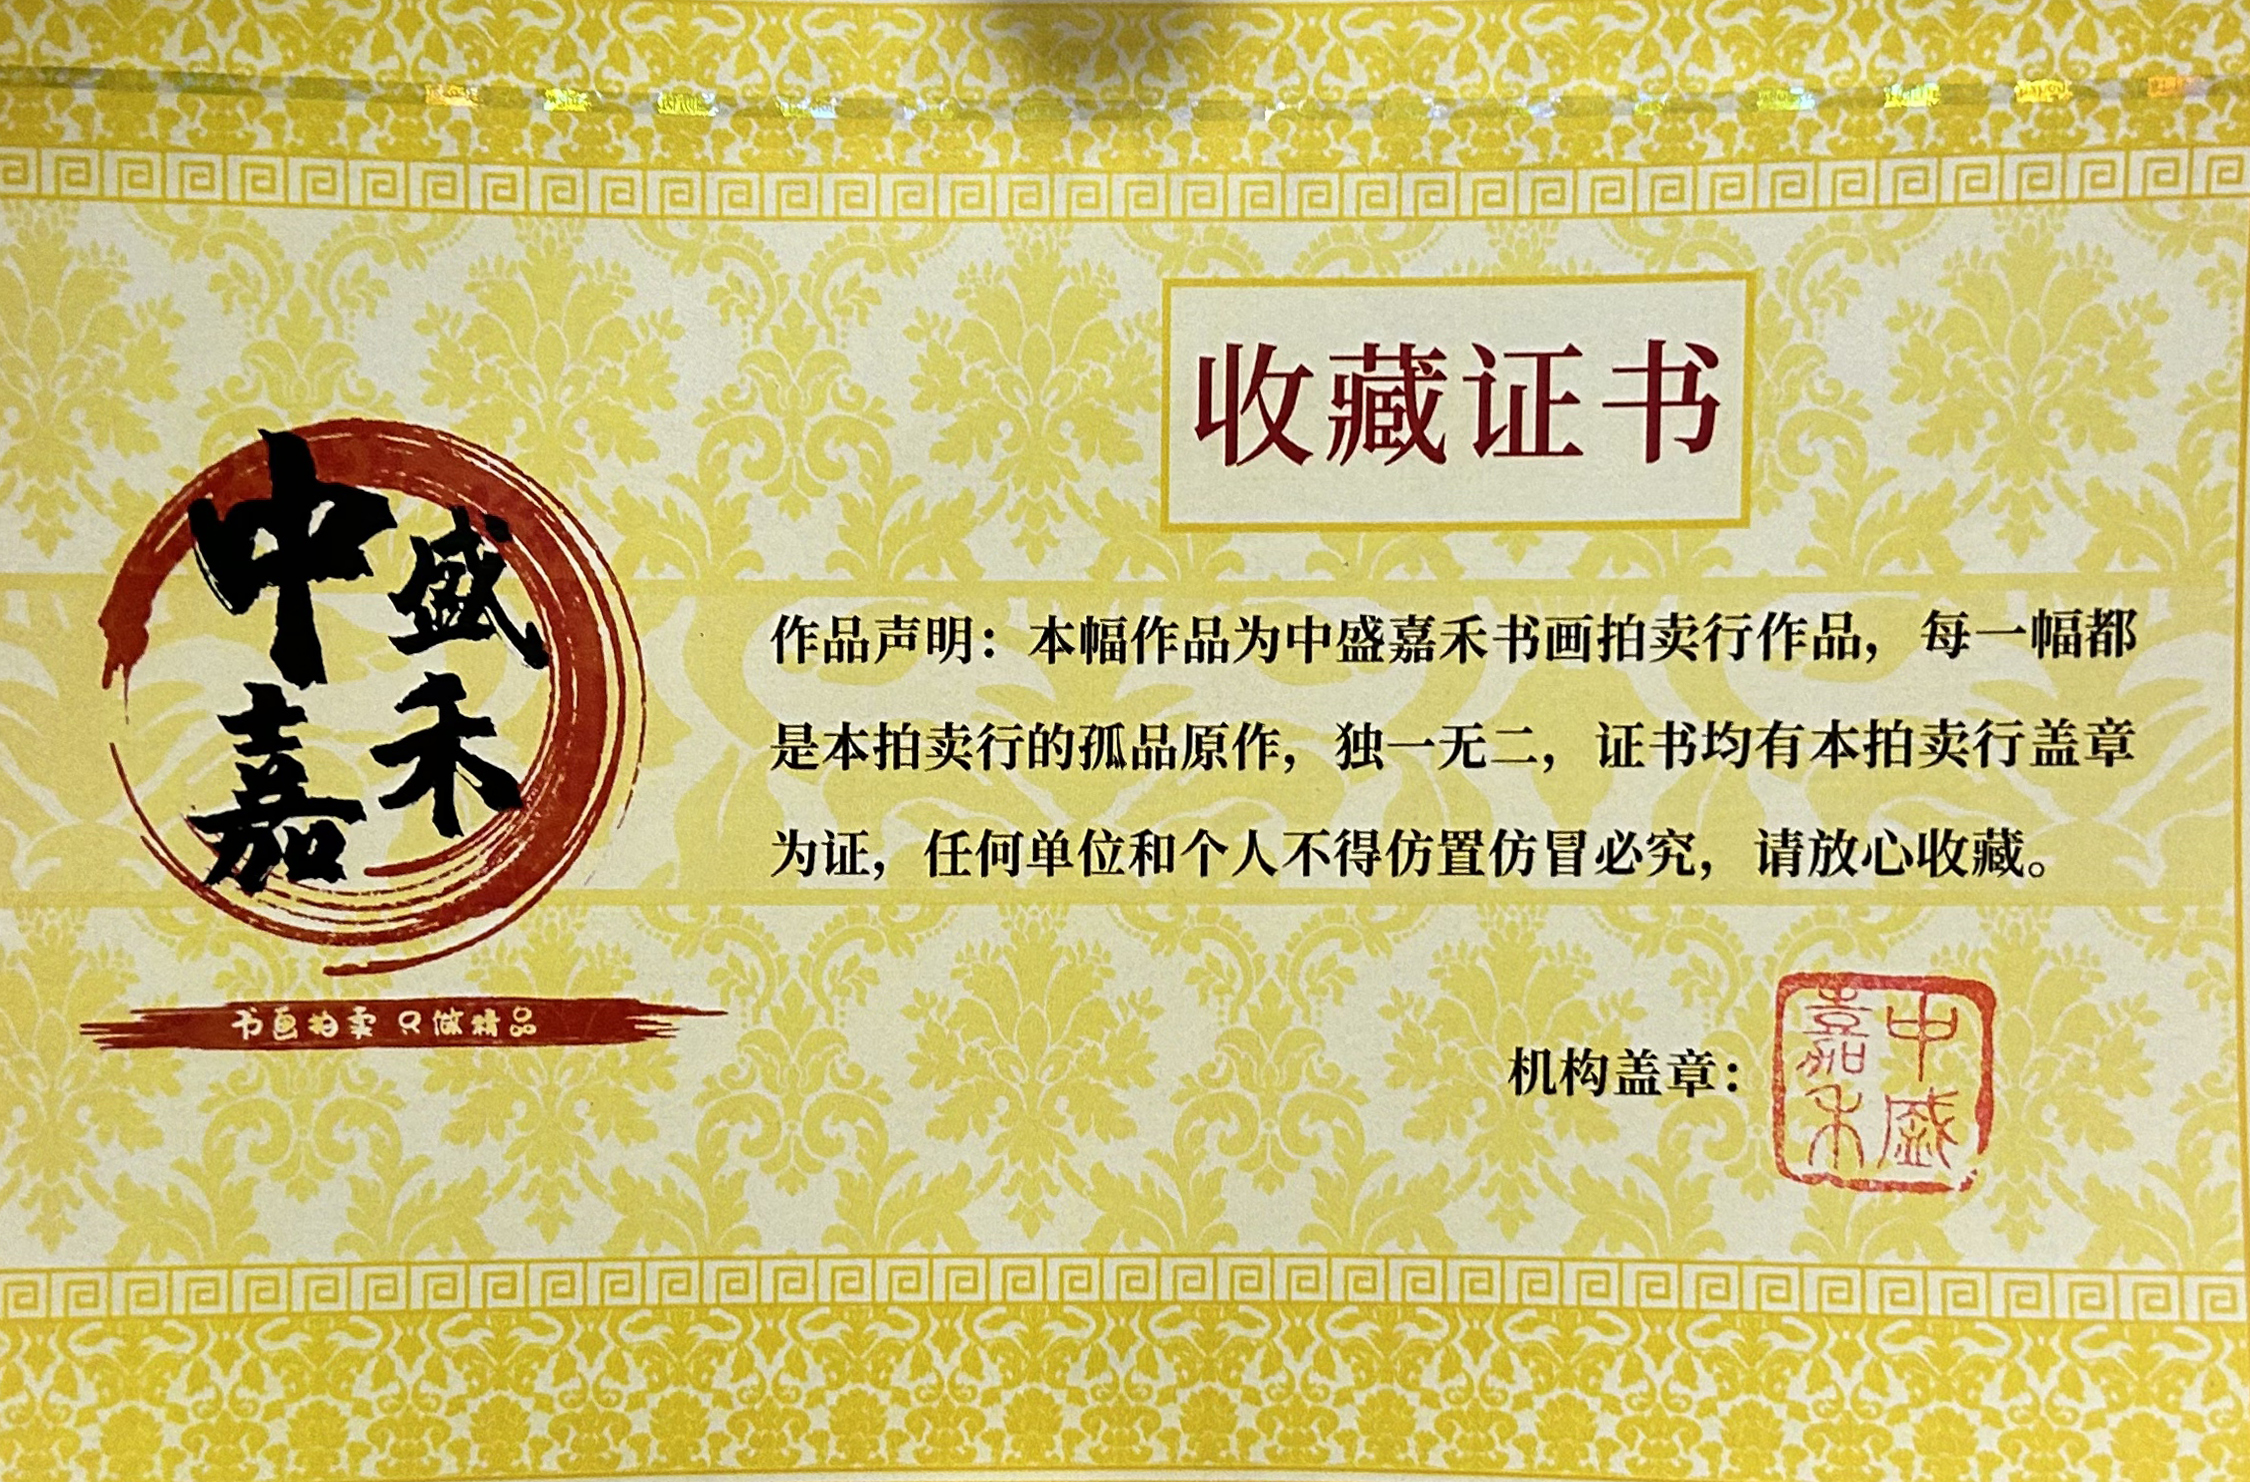 收藏证书
中盛
嘉禾
书画拍卖 只做精品
作品声明：本幅作品为中盛嘉禾书画拍卖行作品，每一幅都
是本拍卖行的孤品原作，独一无二，证书均有本拍卖行盖章
为证，任何单位和个人不得仿置仿冒必究，请放心收藏。
机构盖章：
中盛
嘉禾